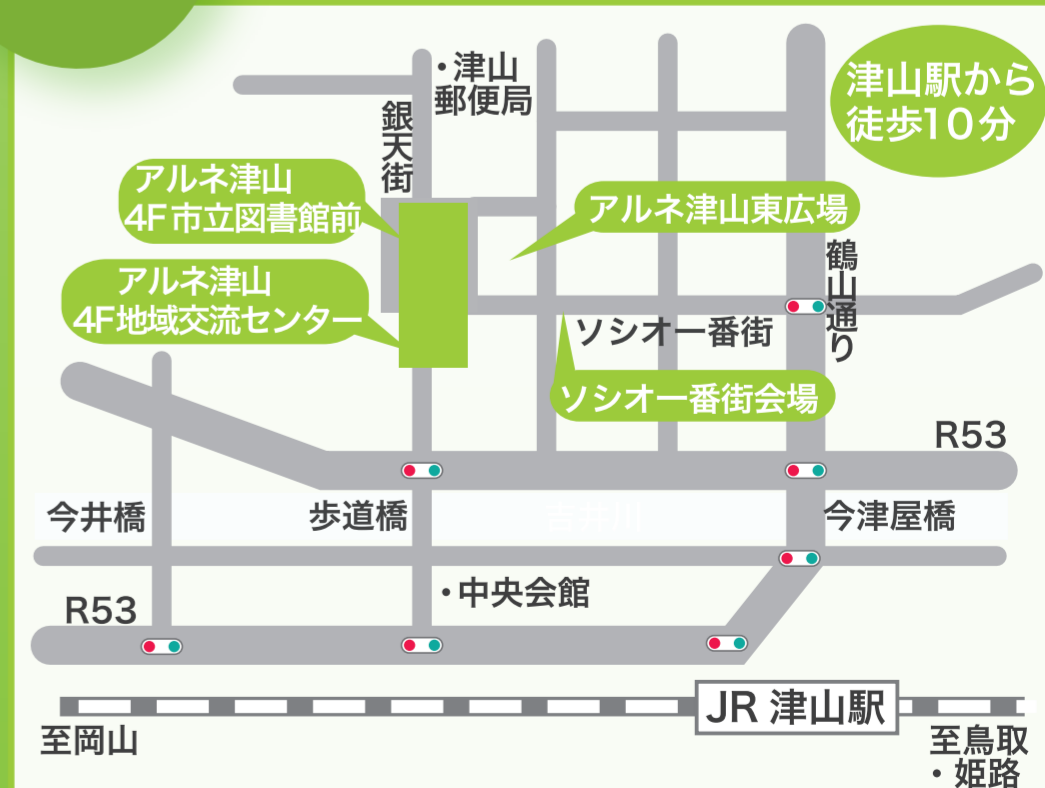 ・津山
郵便局
銀天街
津山駅から
徒歩10分
アルネ津山
4F市立図書館前
アルネ津山東広場
鶴山通り
アルネ津山
4F地域交流センター
ソシオ一番街
ソシオ一番街会場
R53
今井橋
歩道橋
吉井川
今津屋橋
・中央会館
R53
JR 津山駅
至岡山
至鳥取
・姫路